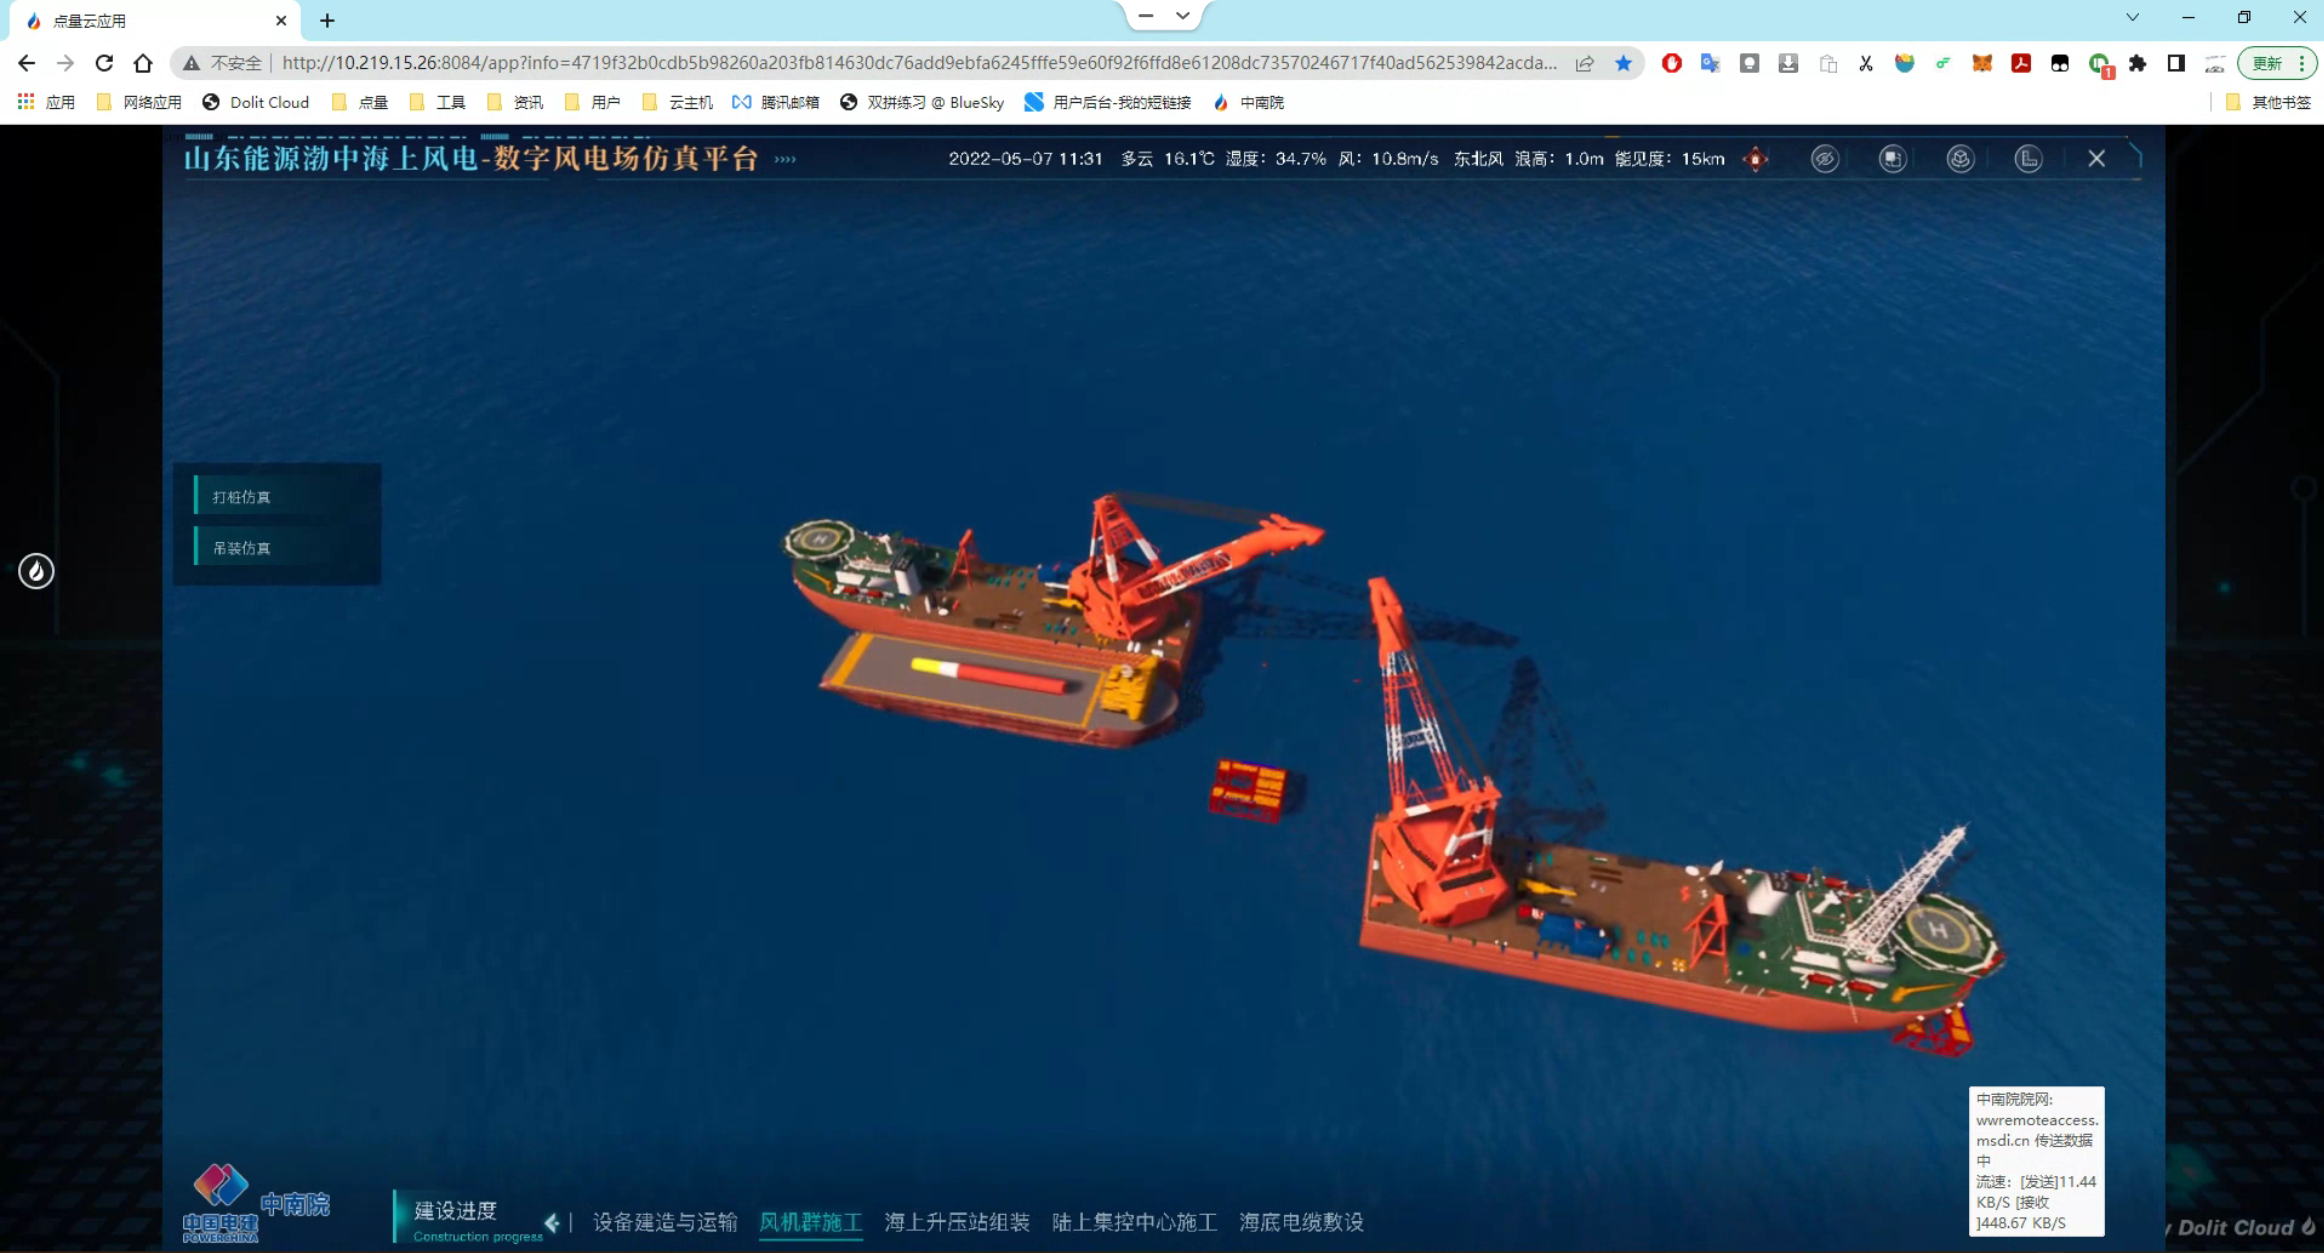 点量云应用
不安全 | http://10.219.15.26:8084/app?info=4719f32b0cdb5b98260a203fb814630dc76add9ebfa6245fffe59e60f92f6ffd8e61208dc73570246717f40ad562539842acda...
1
更新
应用 网络应用 Dolit Cloud 点量 工具 资讯 用户 云主机 腾讯邮箱 双拼练习 @ BlueSky 用户后台-我的短链接 中南院 其他书签
山东能源渤中海上风电-数字风电场仿真平台
2022-05-07 11:31 多云 16.1℃ 湿度: 34.7% 风: 10.8m/s 东北风 浪高: 1.0m 能见度: 15km
打桩仿真
吊装仿真
H
H
中南院院网:
wwremoteaccess.
msdi.cn 传送数据
中
流速: [发送]11.44
KB/S [接收
]448.67 KB/S
中国电建
POWERCHINA
中南院
建设进度
Construction progress
设备建造与运输 风机群施工 海上升压站组装 陆上集控中心施工 海底电缆敷设
Dolit Cloud